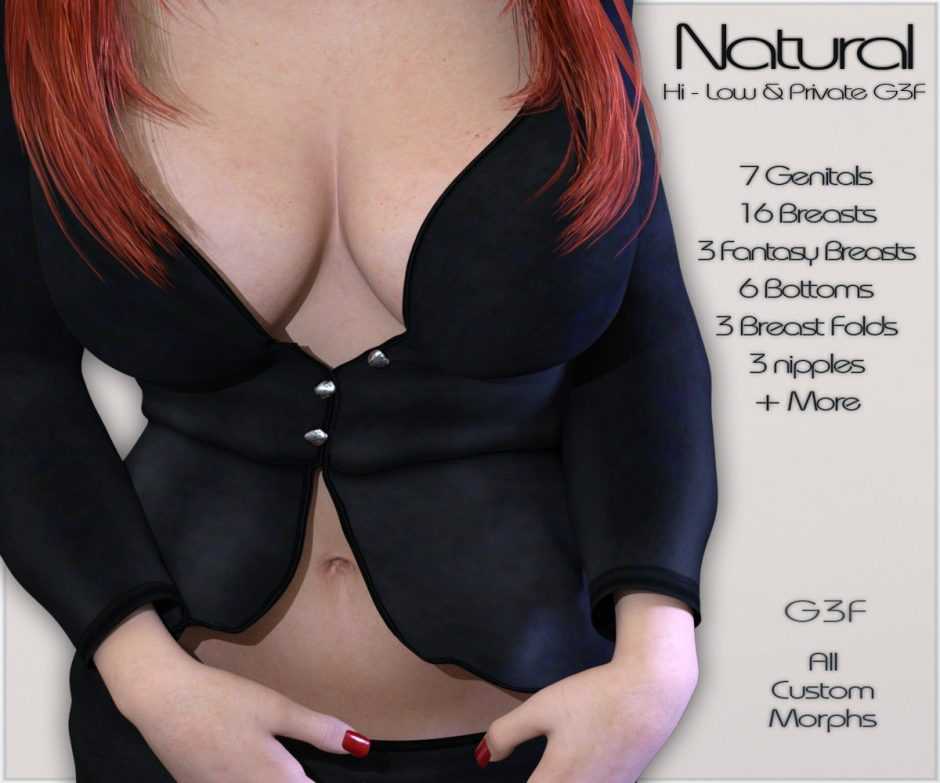 Natural
Hi - Low & Private G3F
7 Genitals
16 Breasts
3 Fantasy Breasts
6 Bottoms
3 Breast Folds
3 nipples
+ More
G3F
All
Custom
Morphs